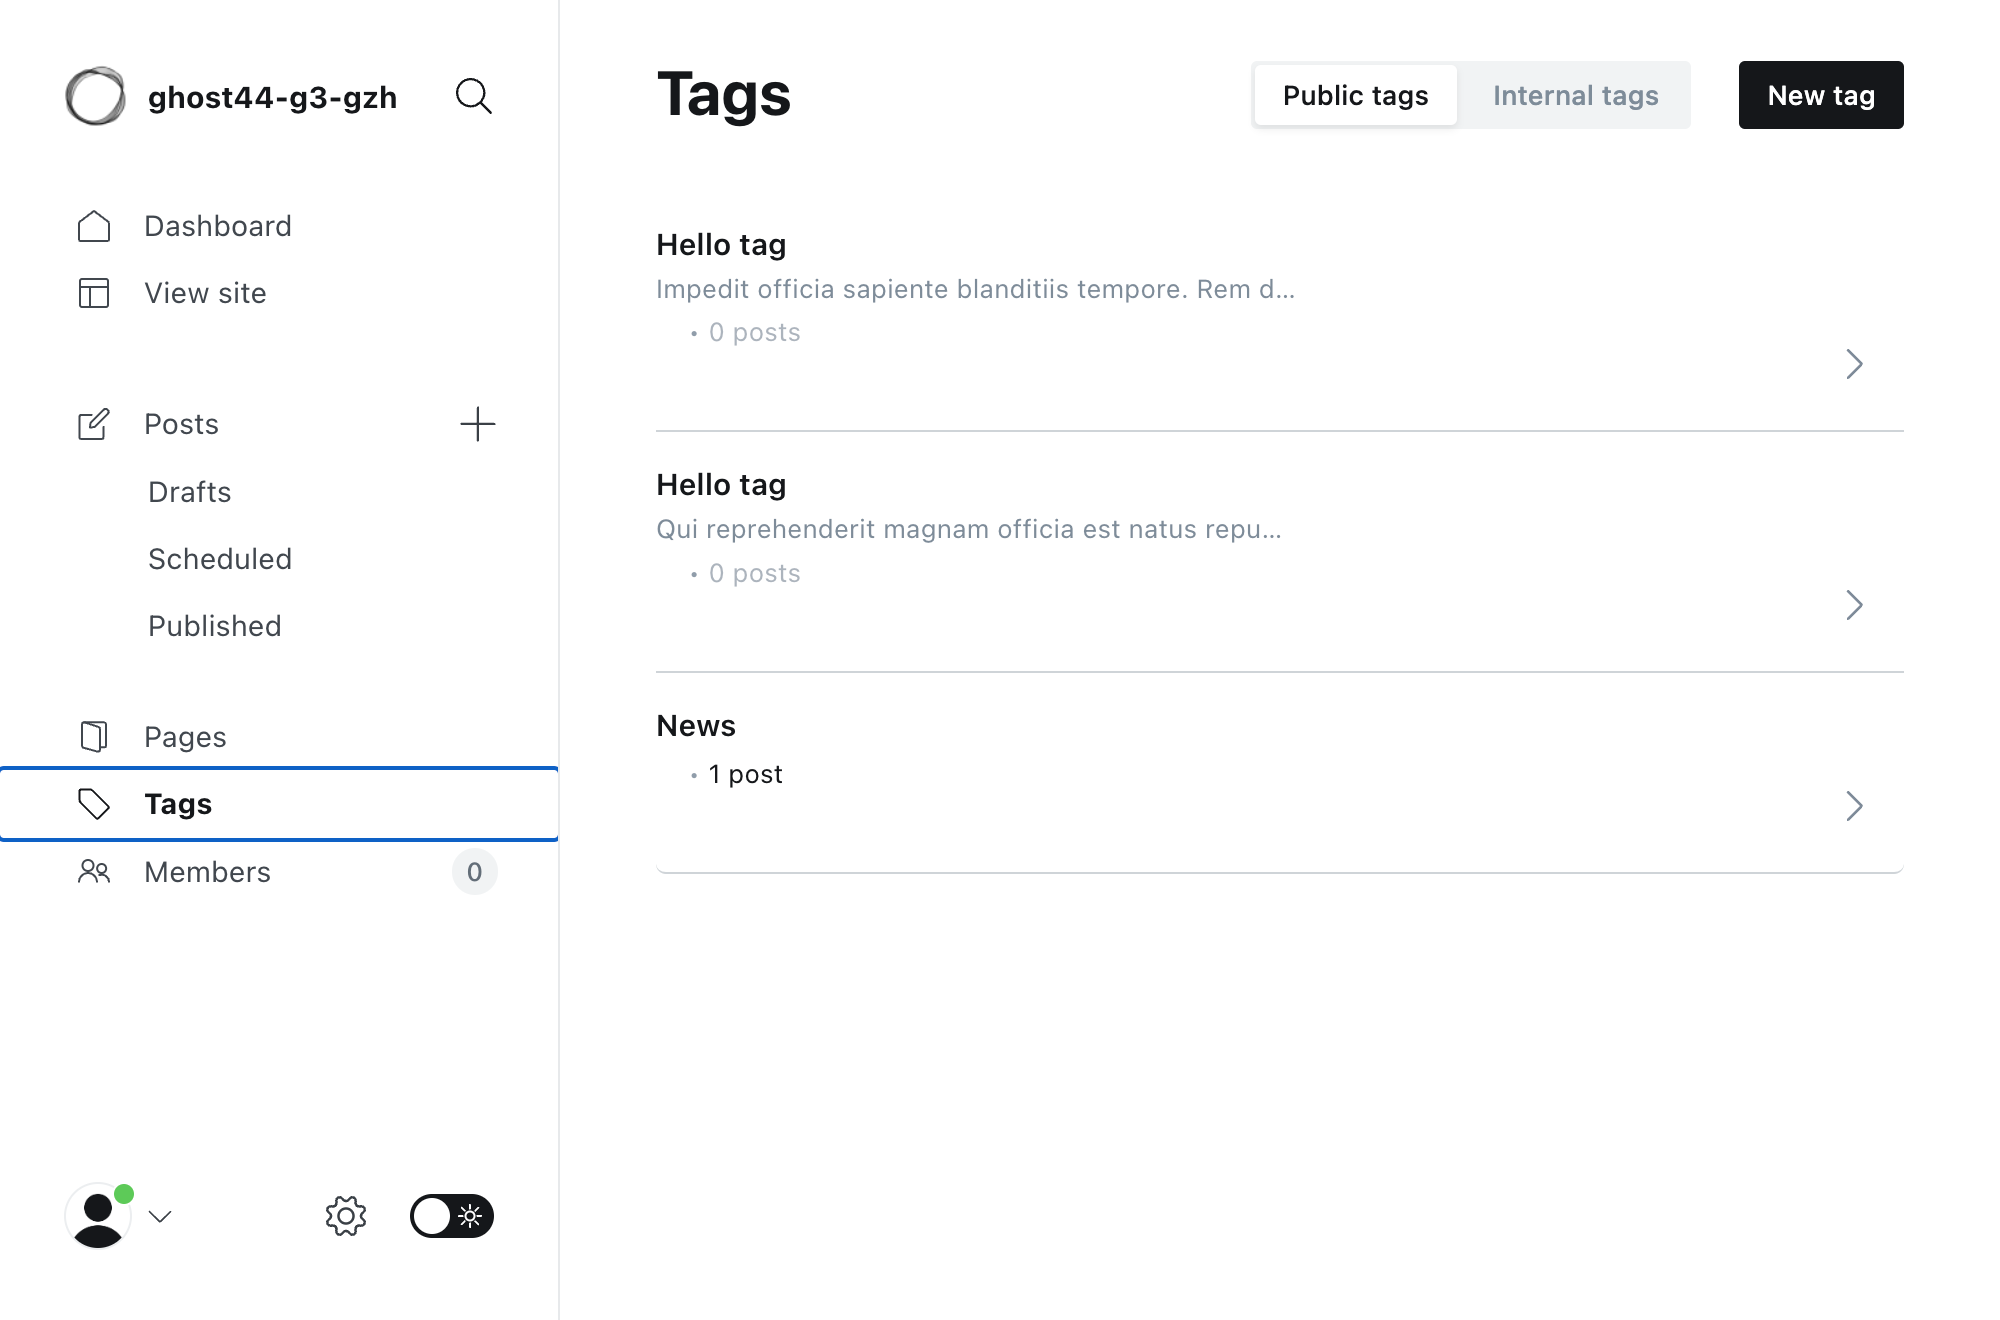 ghost44-g3-gzh
Dashboard
View site
Posts
Drafts
Scheduled
Published
Pages
Tags
Members
0
Tags
Public tags
Internal tags
New tag
Hello tag
Impedit officia sapiente blanditiis tempore. Rem d...
• 0 posts
Hello tag
Qui reprehenderit magnam officia est natus repu...
• 0 posts
News
• 1 post